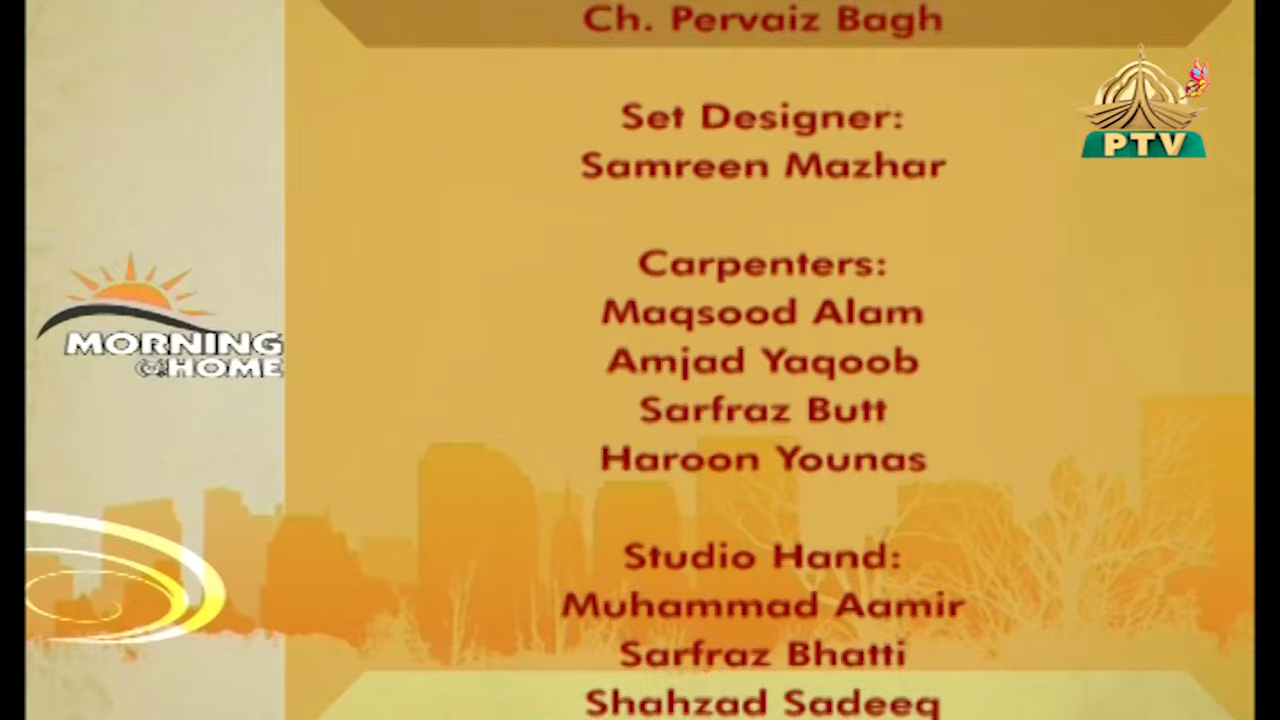 Ch. Pervaiz Bagh
PTV
Set Designer:
Samreen Mazhar
Carpenters:
Maqsood Alam
Amjad Yaqoob
Sarfraz Butt
Haroon Younas
MORNING
@HOME
Studio Hand:
Muhammad Aamir
Sarfraz Bhatti
Shahzad Sadeeq